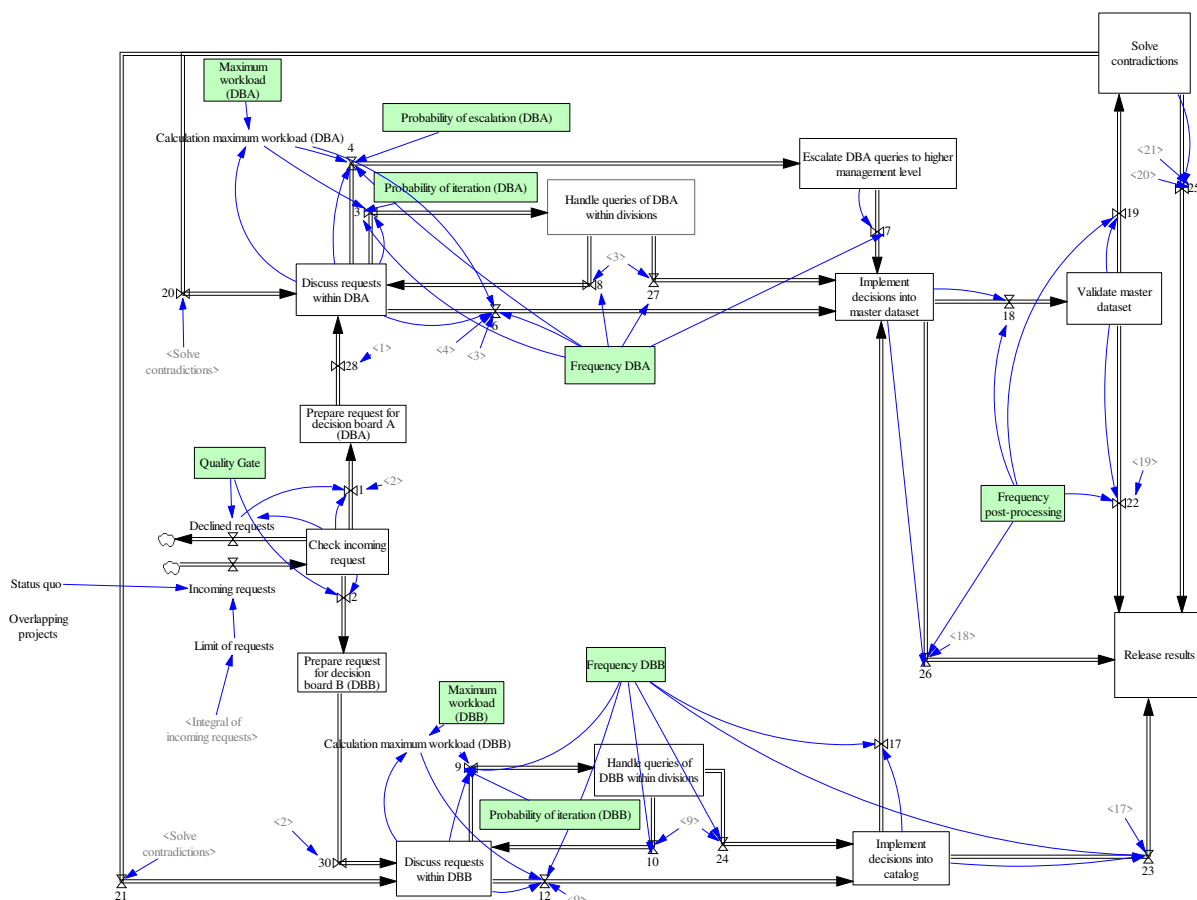 Solve
contradictions
Maximum
workload
(DBA)
Probability of escalation (DBA)
Calculation maximum workload (DBA)
4
Escalate DBA queries to higher
management level
<21>
<20>
25
Probability of iteration (DBA)
Handle queries of DBA
within divisions
3
19
7
Discuss requests
within DBA
<3>
8
27
Implement
decisions into
master dataset
Validate master
dataset
20
18
6
<Solve
contradictions>
<1>
28
<4>
<3>
Frequency DBA
Prepare request for
decision board A
(DBA)
Quality Gate
<2>
1
<19>
Frequency
post-processing
22
Declined requests
Check incoming
request
Status quo
Incoming requests
2
Overlapping
projects
Limit of requests
<18>
26
Release results
Prepare request
for decision
board B (DBB)
Frequency DBB
Maximum
workload
(DBB)
<Integral of
incoming requests>
Calculation maximum workload (DBB)
17
9
Handle queries of
DBB within divisions
Probability of iteration (DBB)
<17>
<Solve
contradictions>
<2>
<9>
30
10
24
23
Discuss requests
within DBB
Implement
decisions into
catalog
21
12
<9>